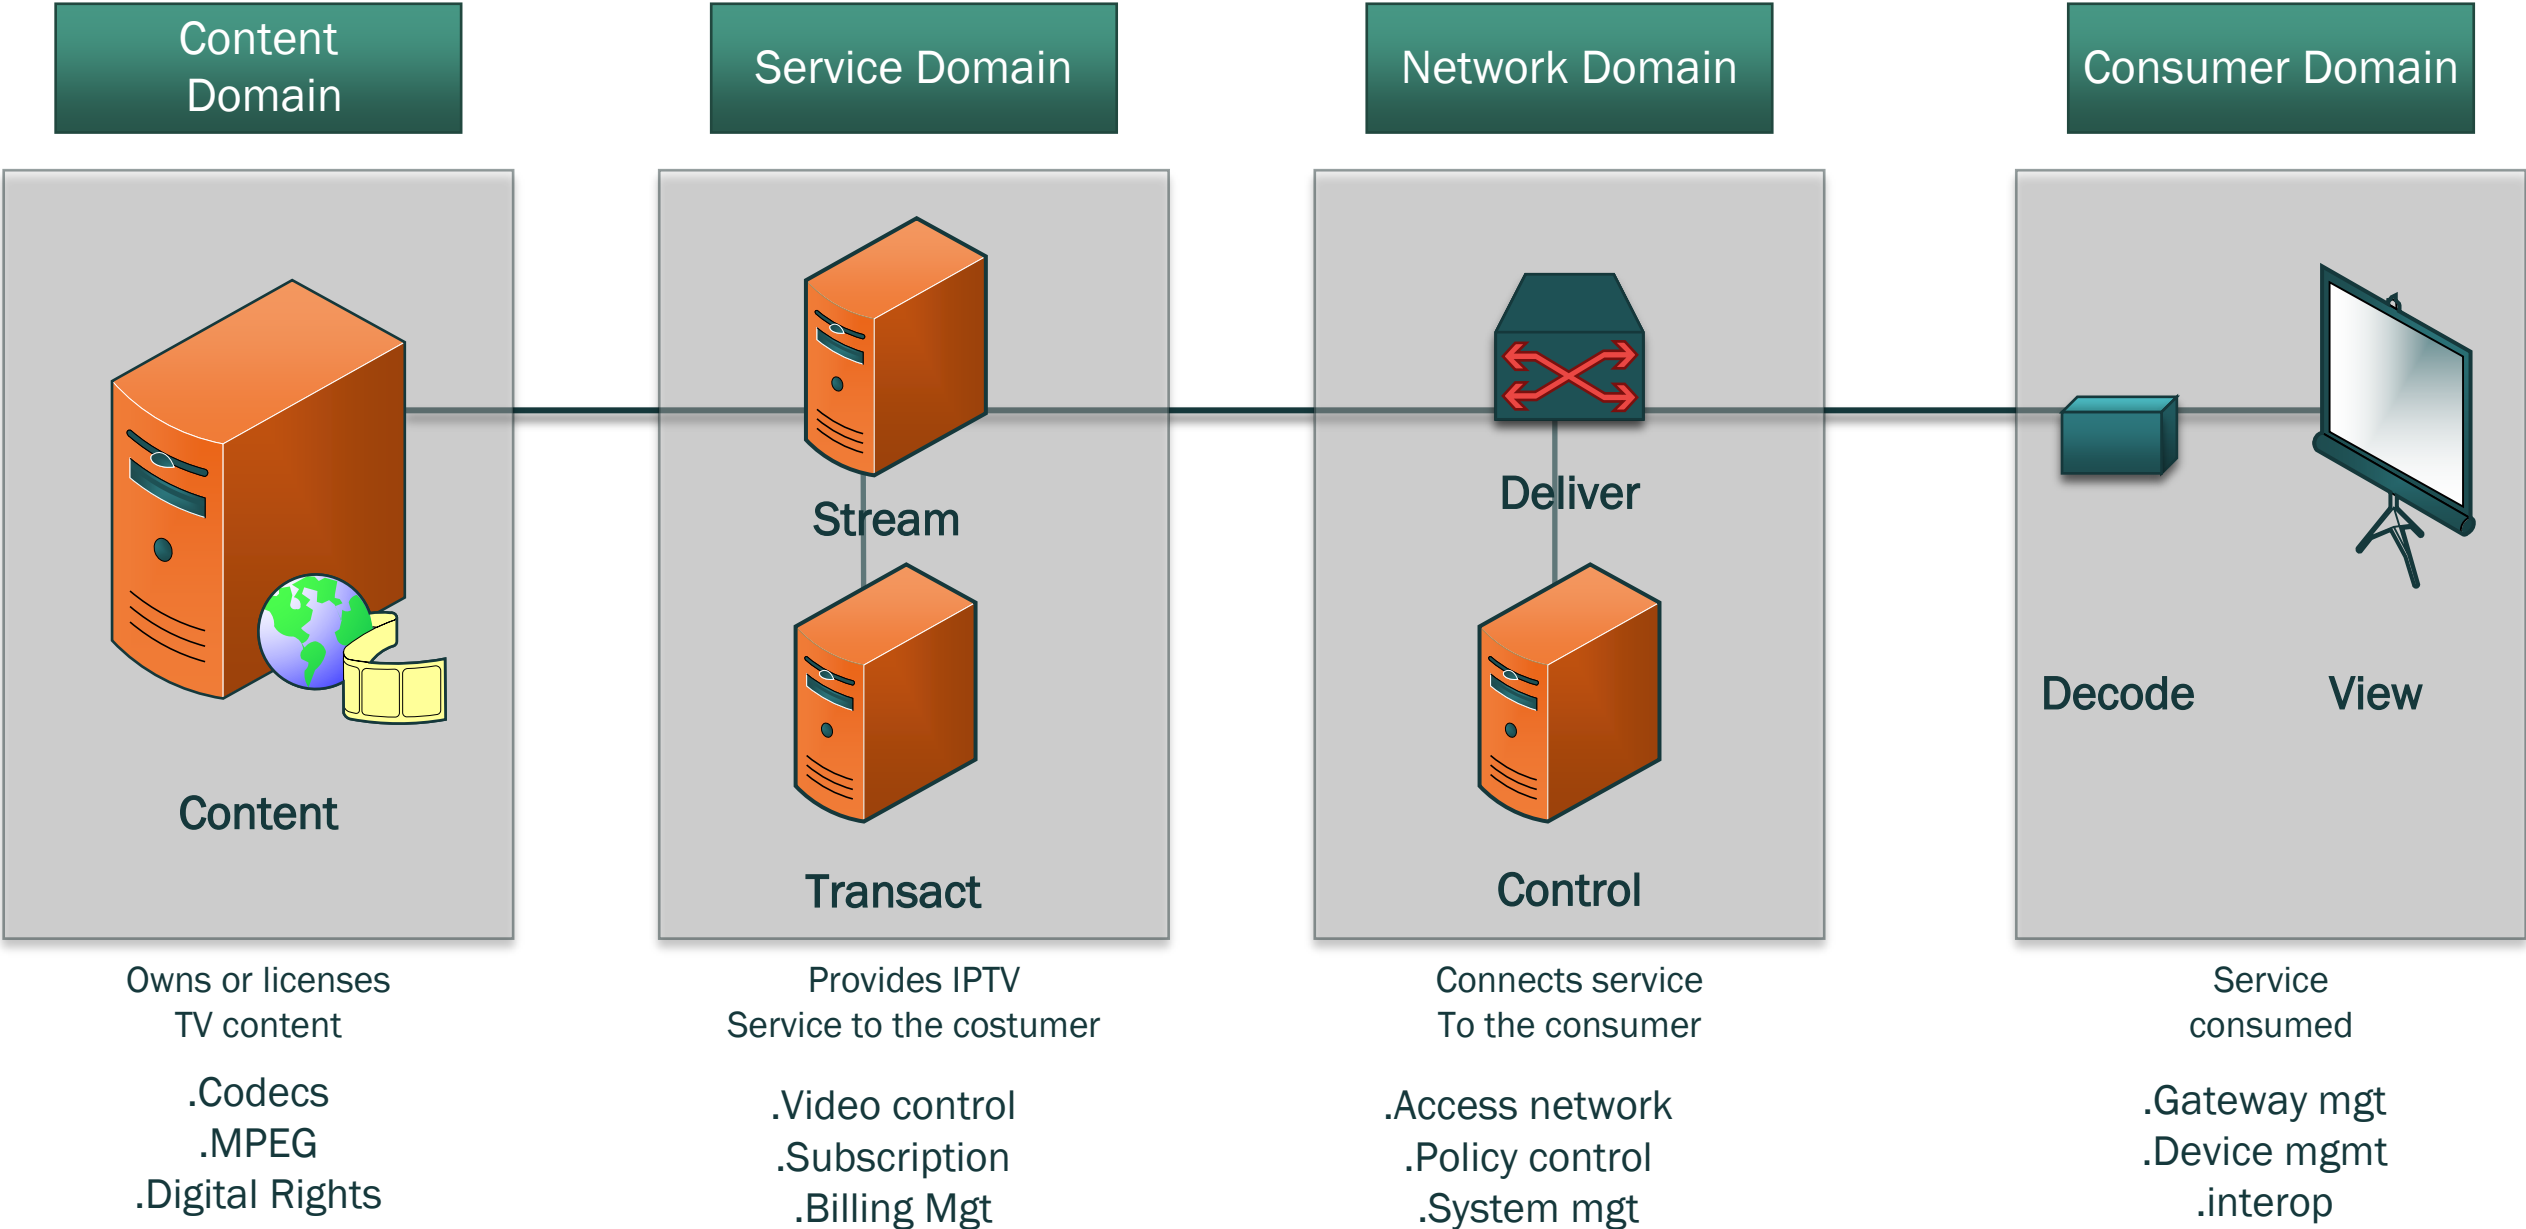 Content
Domain
Service Domain
Network Domain
Consumer Domain
Content
Stream
Transact
Deliver
Control
Decode
View
Owns or licenses
TV content
.Codecs
.MPEG
.Digital Rights
Provides IPTV
Service to the costumer
.Video control
.Subscription
.Billing Mgt
Connects service
To the consumer
.Access network
.Policy control
.System mgt
Service
consumed
.Gateway mgt
.Device mgmt
.interop